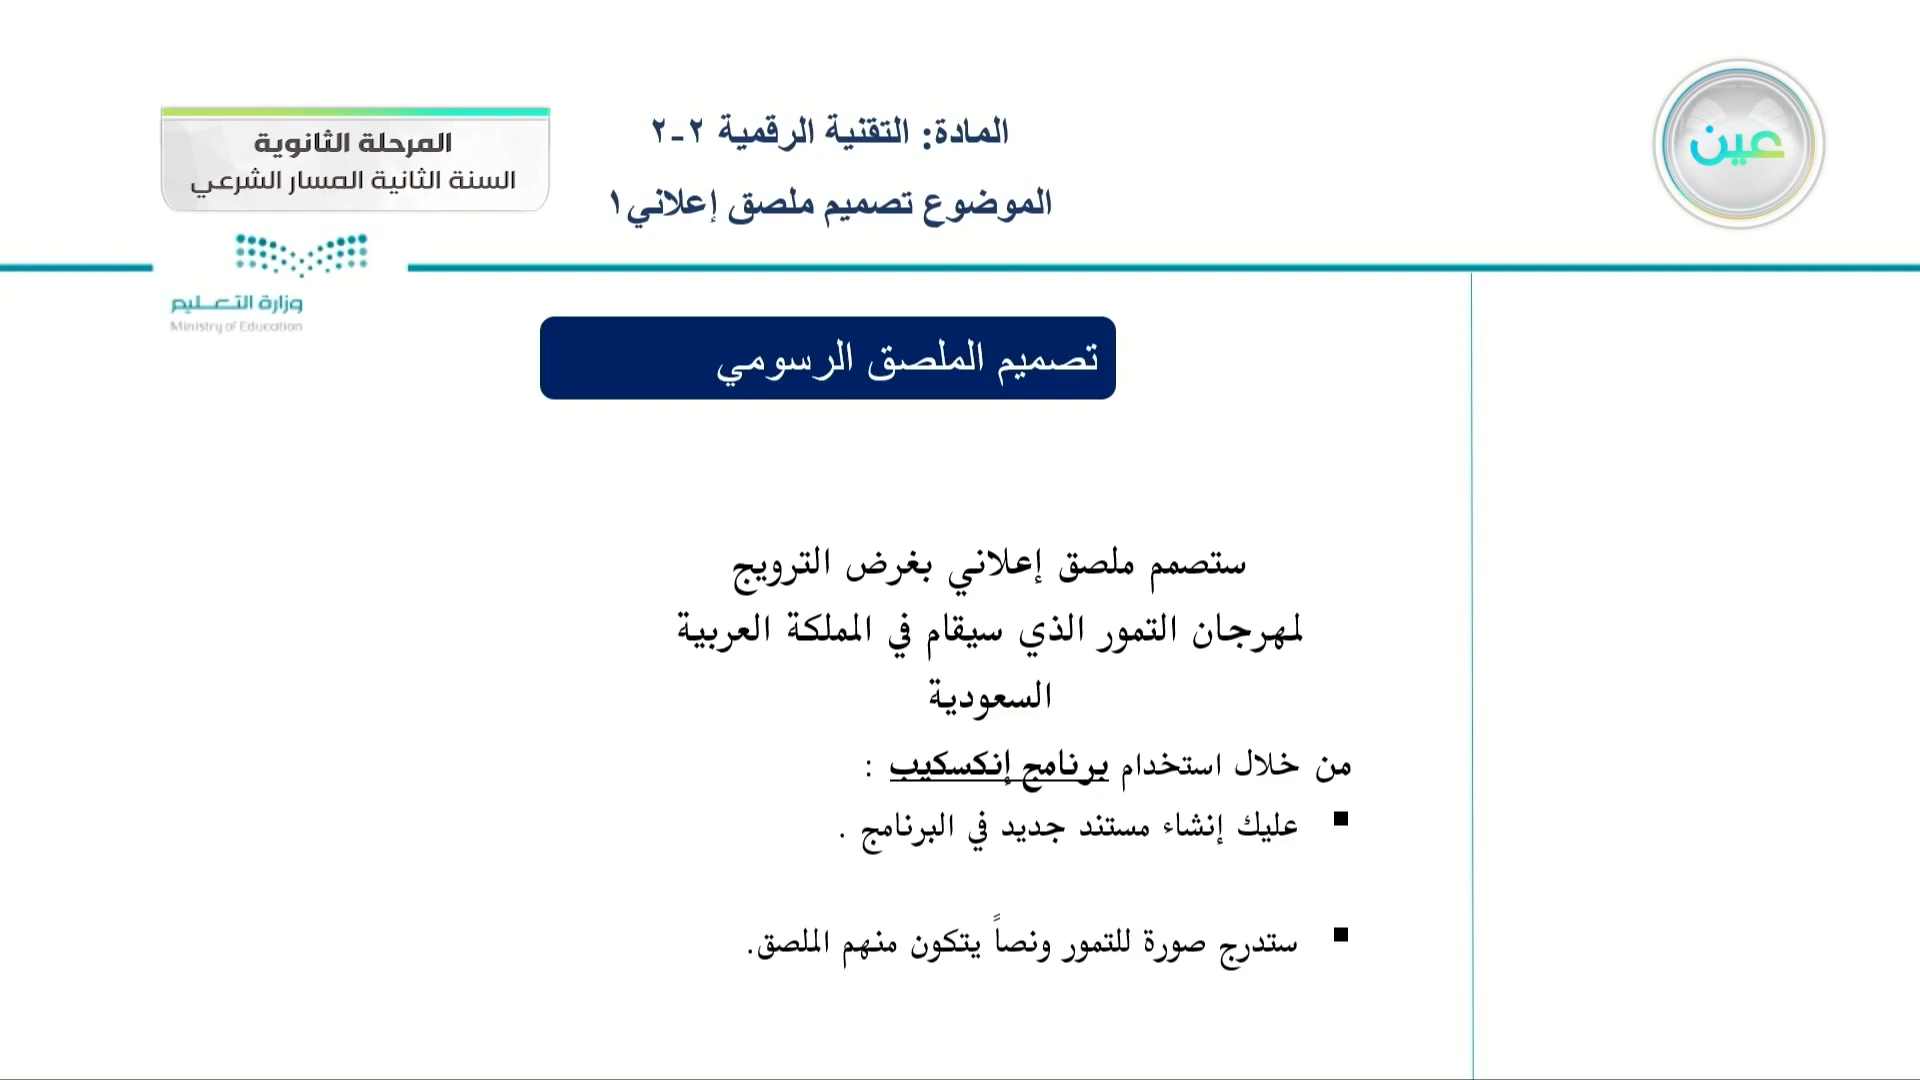 عين
المادة: التقنية الرقمية ٢-٢
الموضوع تصميم ملصق إعلاني١
المرحلة الثانوية
السنة الثانية المسار الشرعي
وزارة التعليم
Ministry of Education
تصميم الملصق الرسومي
ستصمم ملصق إعلاني بغرض الترويج
لمهرجان التمور الذي سيقام في المملكة العربية
السعودية
من خلال استخدام برنامج إنكسكيب :
▪ عليك إنشاء مستند جديد في البرنامج .
▪ ستدرج صورة للتمور ونصاً يتكون منهم الملصق.